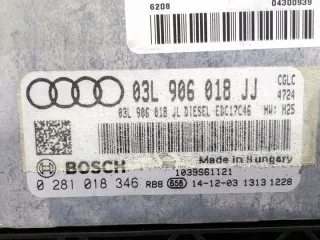 6208 04300939
03L 906 018 JJ CGLC
4724
03L 906 018 JL DIESEL-EDC17C46 HW: H25
BOSCH Made in Hungary
1039S61121
0 281 018 346 RBB 656 14-12-03 1313 1228